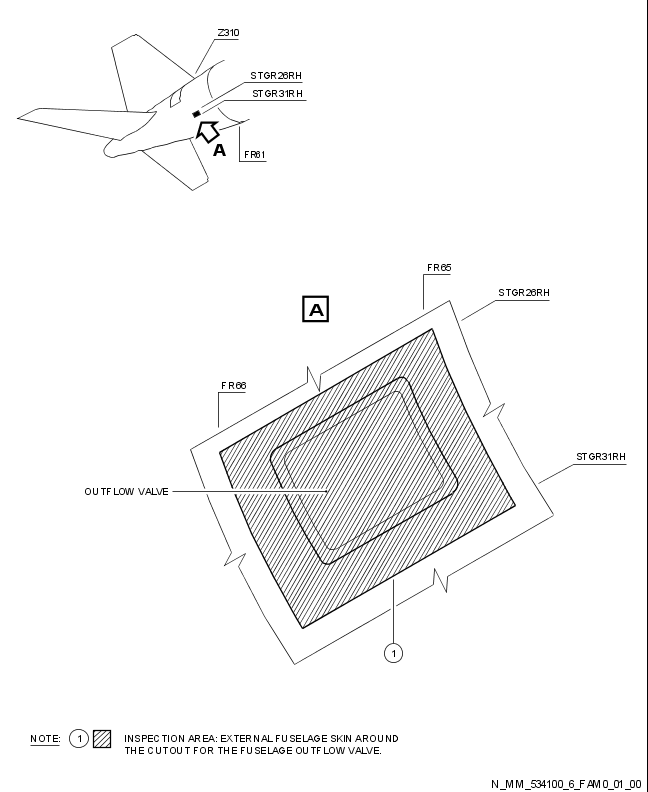 Z310
STGR26RH
STGR31RH
A
FR61
FR65
STGR26RH
A
FR66
STGR31RH
OUTFLOW VALVE
1
NOTE: 1 INSPECTION AREA: EXTERNAL FUSELAGE SKIN AROUND
THE CUTOUT FOR THE FUSELAGE OUTFLOW VALVE.
N_MM_534100_6_FAM0_01_00